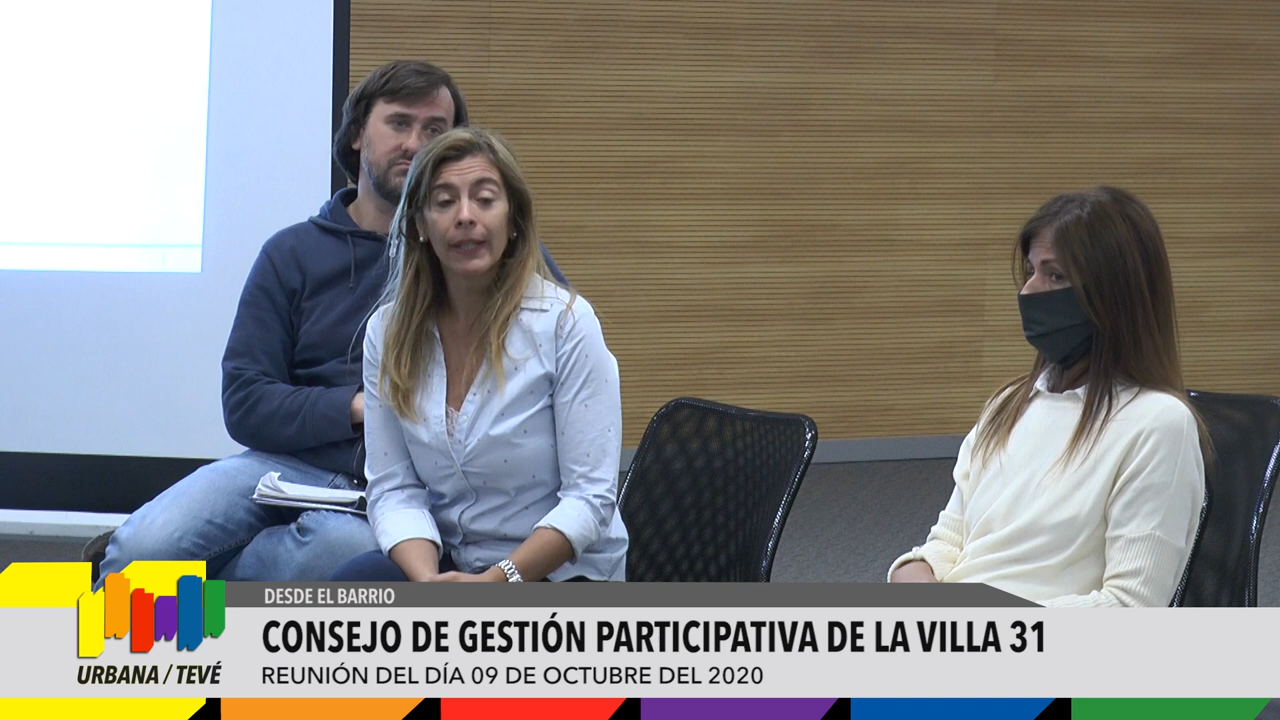 DESDE EL BARRIO
CONSEJO DE GESTIÓN PARTICIPATIVA DE LA VILLA 31
REUNIÓN DEL DÍA 09 DE OCTUBRE DEL 2020
URBANA / TEVÉ